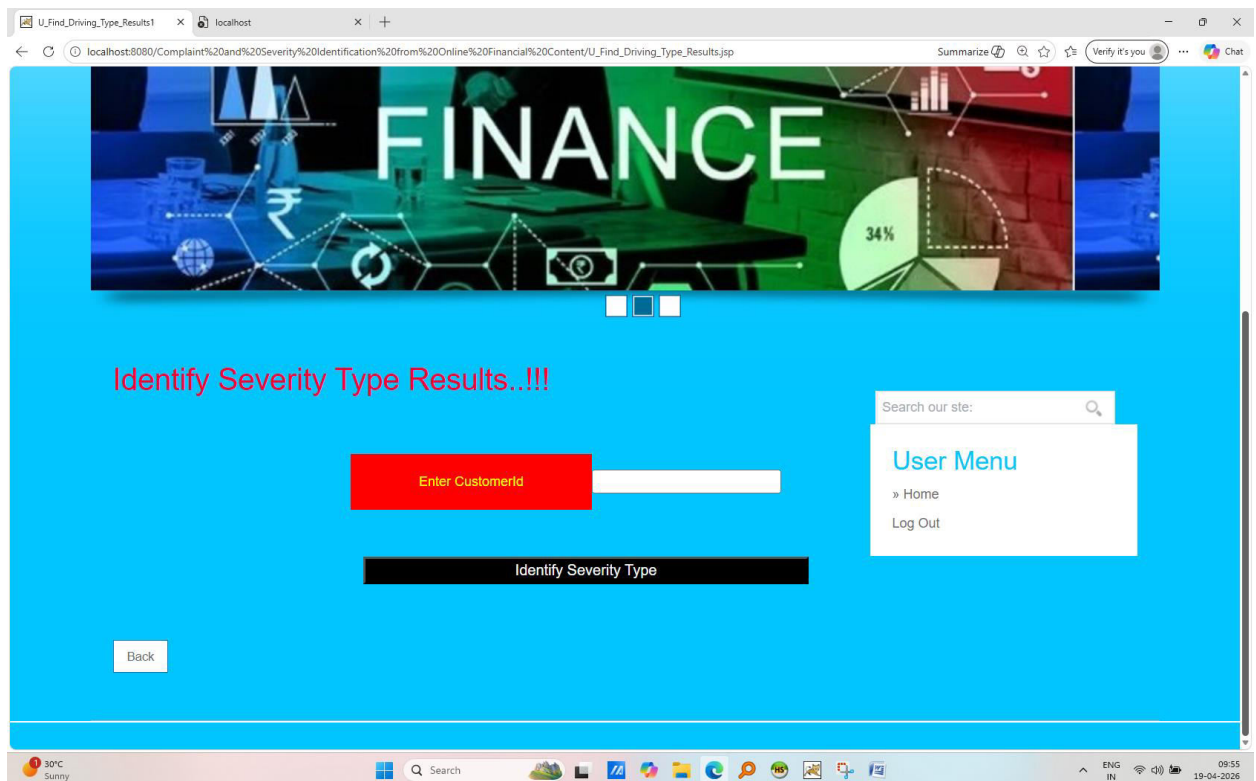 U_Find_Driving_Type_Results1
localhost
localhost:8080/Complaint%20and%20Severity%20Identification%20from%20Online%20Financial%20Content/U_Find_Driving_Type_Results.jsp
Summarize
Verify it's you
Chat
FINANCE
34%
Identify Severity Type Results..!!!
Search our ste:
User Menu
Enter CustomerId
» Home
Log Out
Identify Severity Type
Back
1
30°C
Sunny
Search
HS
ENG
IN
09:55
19-04-2026